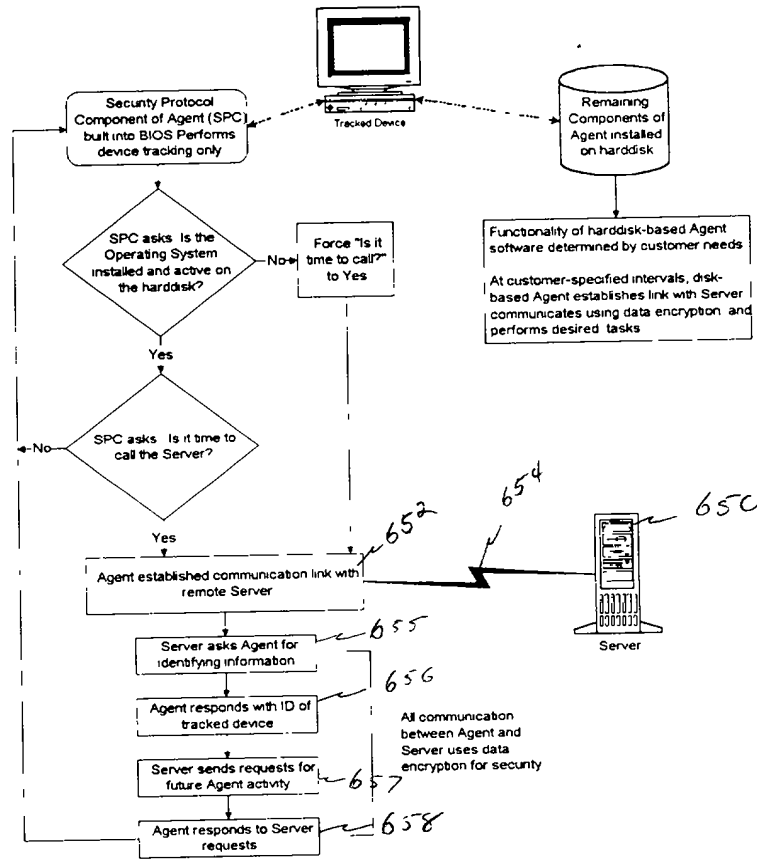 Security Protocol
Component of Agent (SPC)
built into BIOS Performs
device tracking only
Tracked Device
Remaining
Components of
Agent installed
on harddisk
SPC asks Is the
Operating System
installed and active on
the harddisk?
No
Force "Is it
time to call?"
to Yes
Functionality of harddisk-based Agent
software determined by customer needs
At customer-specified intervals, disk-
based Agent establishes link with Server
communicates using data encryption and
performs desired tasks
Yes
SPC asks Is it time to
call the Server?
No
Yes
652
654
650
Agent established communication link with
remote Server
Server
655
Server asks Agent for
identifying information
656
Agent responds with ID of
tracked device
All communication
between Agent and
Server uses data
encryption for security
Server sends requests for
future Agent activity
657
Agent responds to Server
requests
658